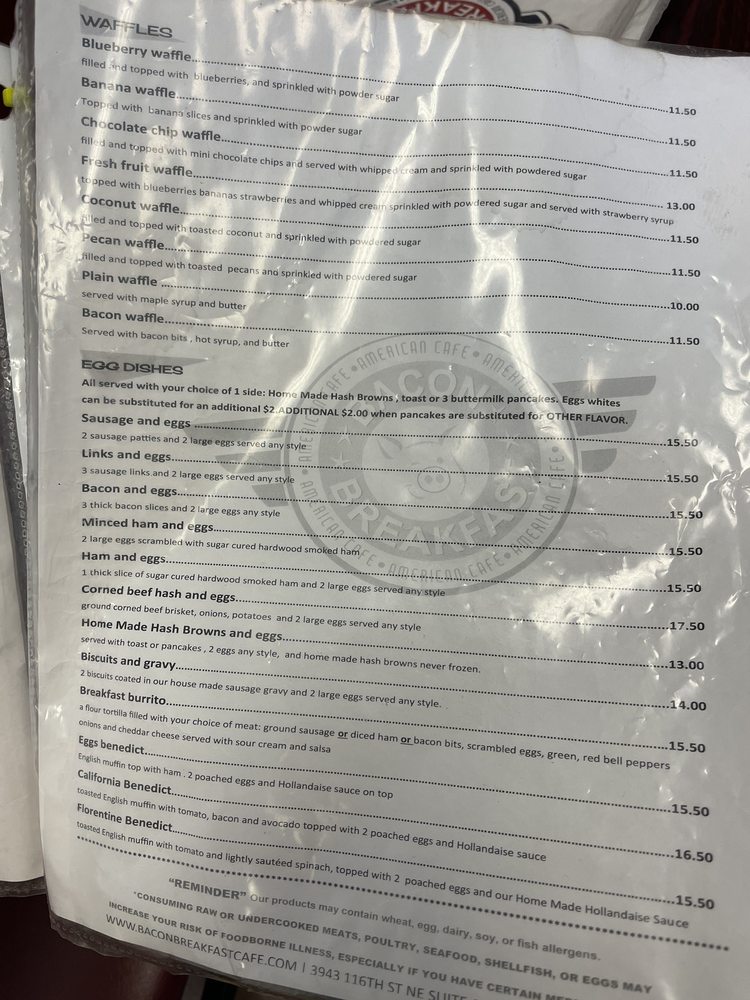 BREAKF
WAFFLES
Blueberry waffle..........11.50
filled and topped with blueberries, and sprinkled with powder sugar
Banana waffle..........11.50
Topped with banana slices and sprinkled with powder sugar
Chocolate chip waffle..........11.50
filled and topped with mini chocolate chips and served with whipped cream and sprinkled with powdered sugar
Fresh fruit waffle..........13.00
topped with blueberries bananas strawberries and whipped cream sprinkled with powdered sugar and served with strawberry syrup
Coconut waffle..........11.50
filled and topped with toasted coconut and sprinkled with powdered sugar
Pecan waffle..........11.50
filled and topped with toasted pecans and sprinkled with powdered sugar
Plain waffle ..........10.00
served with maple syrup and butter
Bacon waffle..........11.50
Served with bacon bits , hot syrup, and butter
EGG DISHES
All served with your choice of 1 side: Home Made Hash Browns , toast or 3 buttermilk pancakes. Eggs whites
can be substituted for an additional $2.ADDITIONAL $2.00 when pancakes are substituted for OTHER FLAVOR.
Sausage and eggs ..........15.50
2 sausage patties and 2 large eggs served any style
Links and eggs..........15.50
3 sausage links and 2 large eggs served any style
Bacon and eggs..........15.50
3 thick bacon slices and 2 large eggs any style
Minced ham and eggs..........15.50
2 large eggs scrambled with sugar cured hardwood smoked ham
Ham and eggs..........15.50
1 thick slice of sugar cured hardwood smoked ham and 2 large eggs served any style
Corned beef hash and eggs..........17.50
ground corned beef brisket, onions, potatoes and 2 large eggs served any style
Home Made Hash Browns and eggs..........13.00
served with toast or pancakes , 2 eggs any style, and home made hash browns never frozen.
Biscuits and gravy..........14.00
2 biscuits coated in our house made sausage gravy and 2 large eggs served any style.
Breakfast burrito..........15.50
a flour tortilla filled with your choice of meat: ground sausage or diced ham or bacon bits, scrambled eggs, green, red bell peppers
onions and cheddar cheese served with sour cream and salsa
Eggs benedict..........15.50
English muffin top with ham . 2 poached eggs and Hollandaise sauce on top
California Benedict..........16.50
toasted English muffin with tomato, bacon and avocado topped with 2 poached eggs and Hollandaise sauce
Florentine Benedict..........15.50
toasted English muffin with tomato and lightly sautéed spinach, topped with 2 poached eggs and our Home Made Hollandaise Sauce
BACON
BREAKFAST
AMERICAN CAFE • AMERICAN CAFE • AMERICAN CAFE • AMERICAN CAFE • AMERICAN CAFE
"REMINDER" Our products may contain wheat, egg, dairy, soy, or fish allergens.
*CONSUMING RAW OR UNDERCOOKED MEATS, POULTRY, SEAFOOD, SHELLFISH, OR EGGS MAY
INCREASE YOUR RISK OF FOODBORNE ILLNESS, ESPECIALLY IF YOU HAVE CERTAIN
WWW.BACONBREAKFASTCAFE.COM | 3943 116TH ST NE